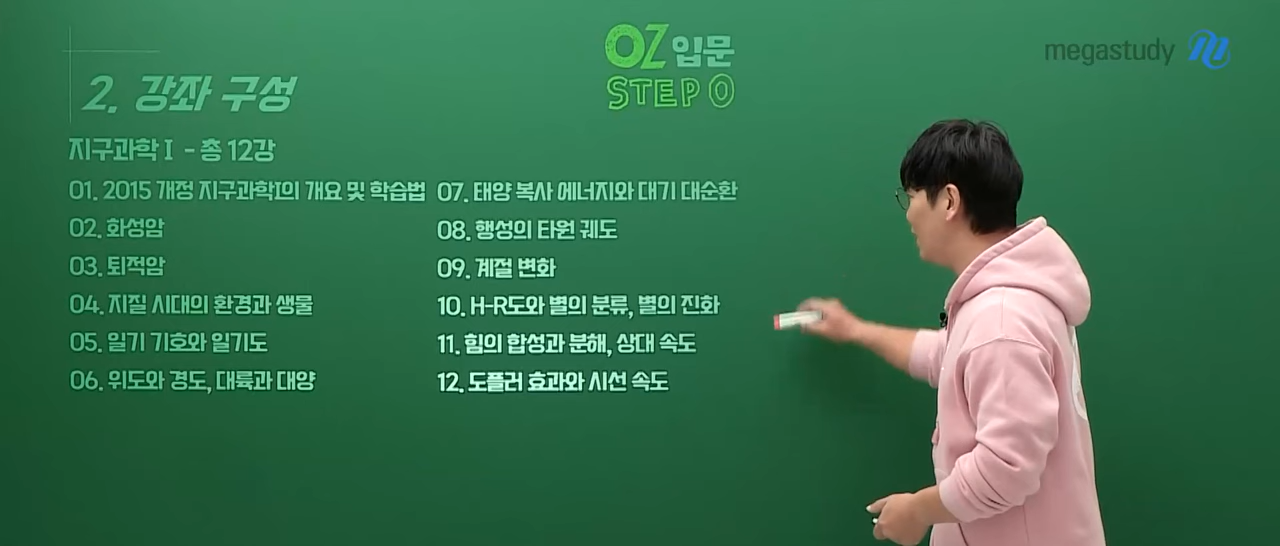 OZ 입문
STEP 0
megastudy
2. 강좌 구성
지구과학 I - 총 12강
01. 2015 개정 지구과학I의 개요 및 학습법
02. 화성암
03. 퇴적암
04. 지질 시대의 환경과 생물
05. 일기 기호와 일기도
06. 위도와 경도, 대륙과 대양
07. 태양 복사 에너지와 대기 대순환
08. 행성의 타원 궤도
09. 계절 변화
10. H-R도와 별의 분류, 별의 진화
11. 힘의 합성과 분해, 상대 속도
12. 도플러 효과와 시선 속도